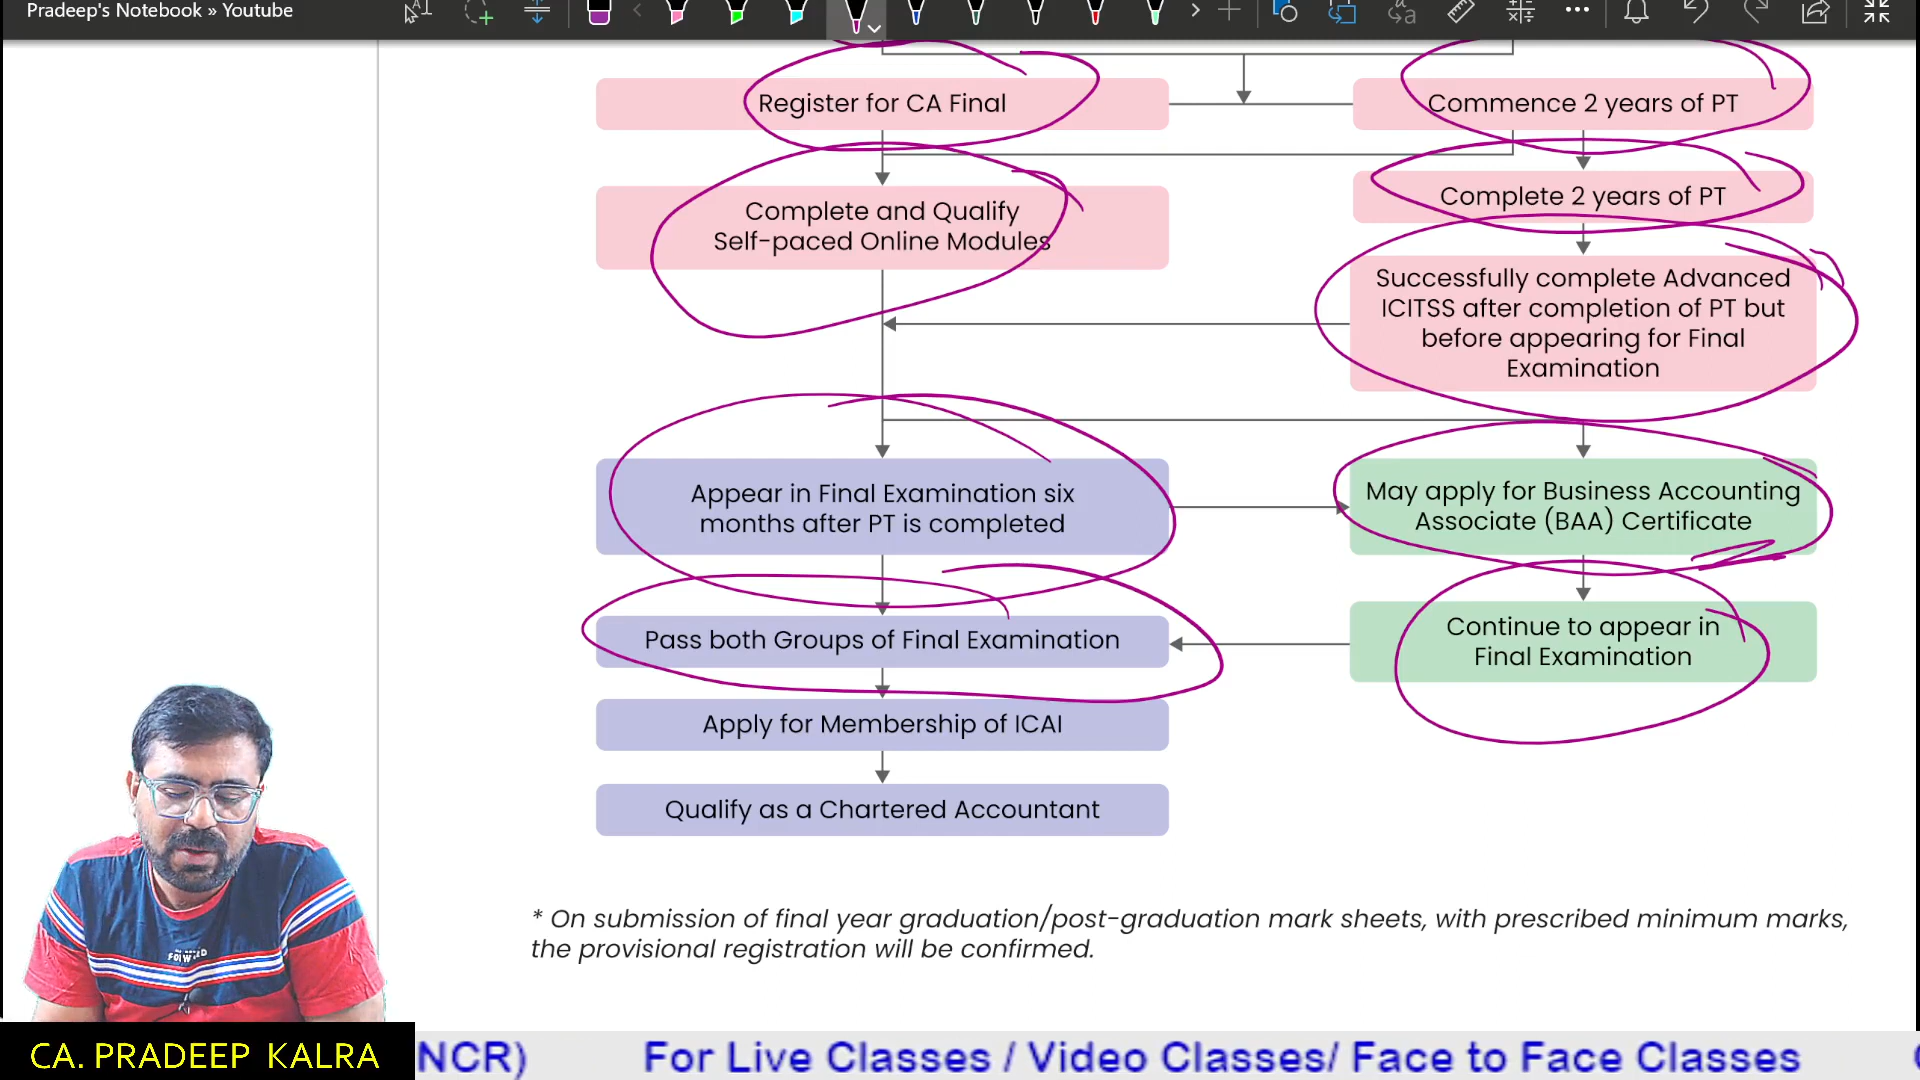 Pradeep's Notebook » Youtube
Register for CA Final
Commence 2 years of PT
Complete and Qualify
Self-paced Online Modules
Complete 2 years of PT
Successfully complete Advanced
ICITSS after completion of PT but
before appearing for Final
Examination
Appear in Final Examination six
months after PT is completed
May apply for Business Accounting
Associate (BAA) Certificate
Pass both Groups of Final Examination
Continue to appear in
Final Examination
Apply for Membership of ICAI
Qualify as a Chartered Accountant
* On submission of final year graduation/post-graduation mark sheets, with prescribed minimum marks,
the provisional registration will be confirmed.
CA. PRADEEP KALRA
NCR) For Live Classes / Video Classes/ Face to Face Classes